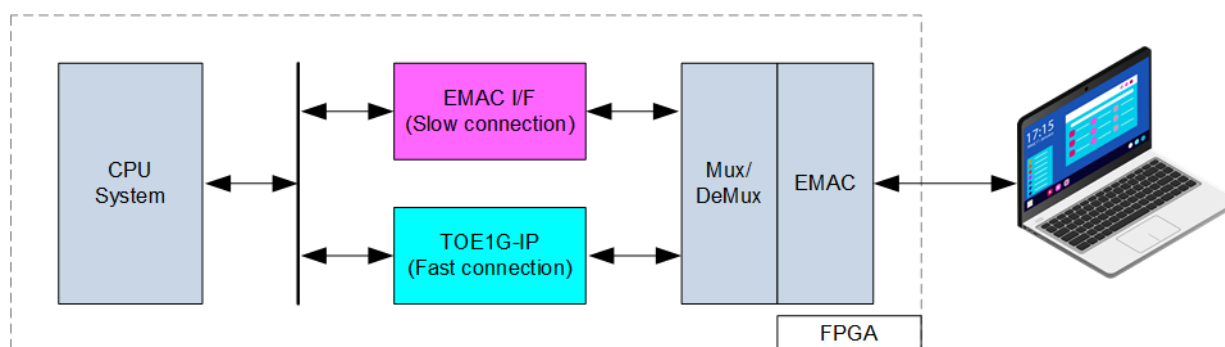 CPU
System
EMAC I/F
(Slow connection)
TOE1G-IP
(Fast connection)
Mux/
DeMux
EMAC
FPGA
17:15